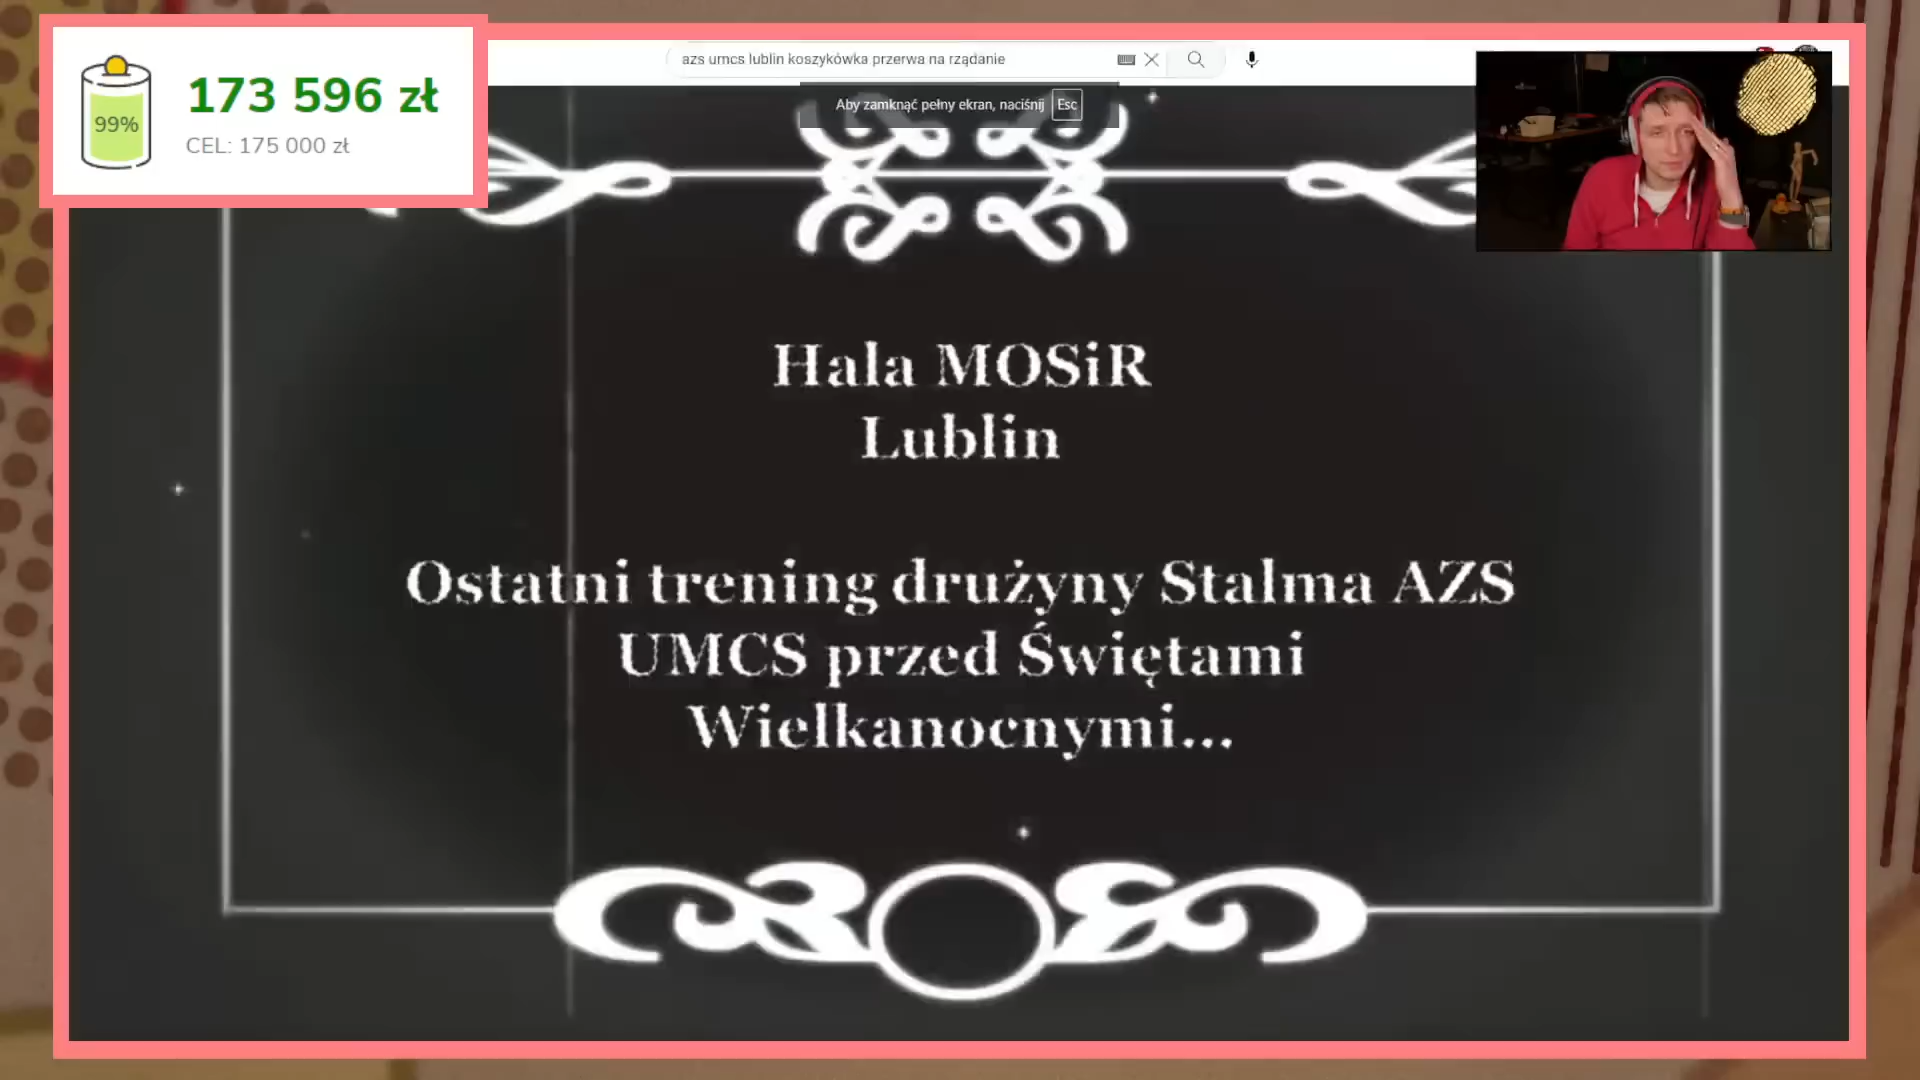 173 596 zł
99%
CEL: 175 000 zł
azs umcs lublin koszykówka przerwa na rządanie
Aby zamknąć pełny ekran, naciśnij Esc
Hala MOSiR
Lublin
Ostatni trening drużyny Stalma AZS
UMCS przed Świętami
Wielkanocnymi...